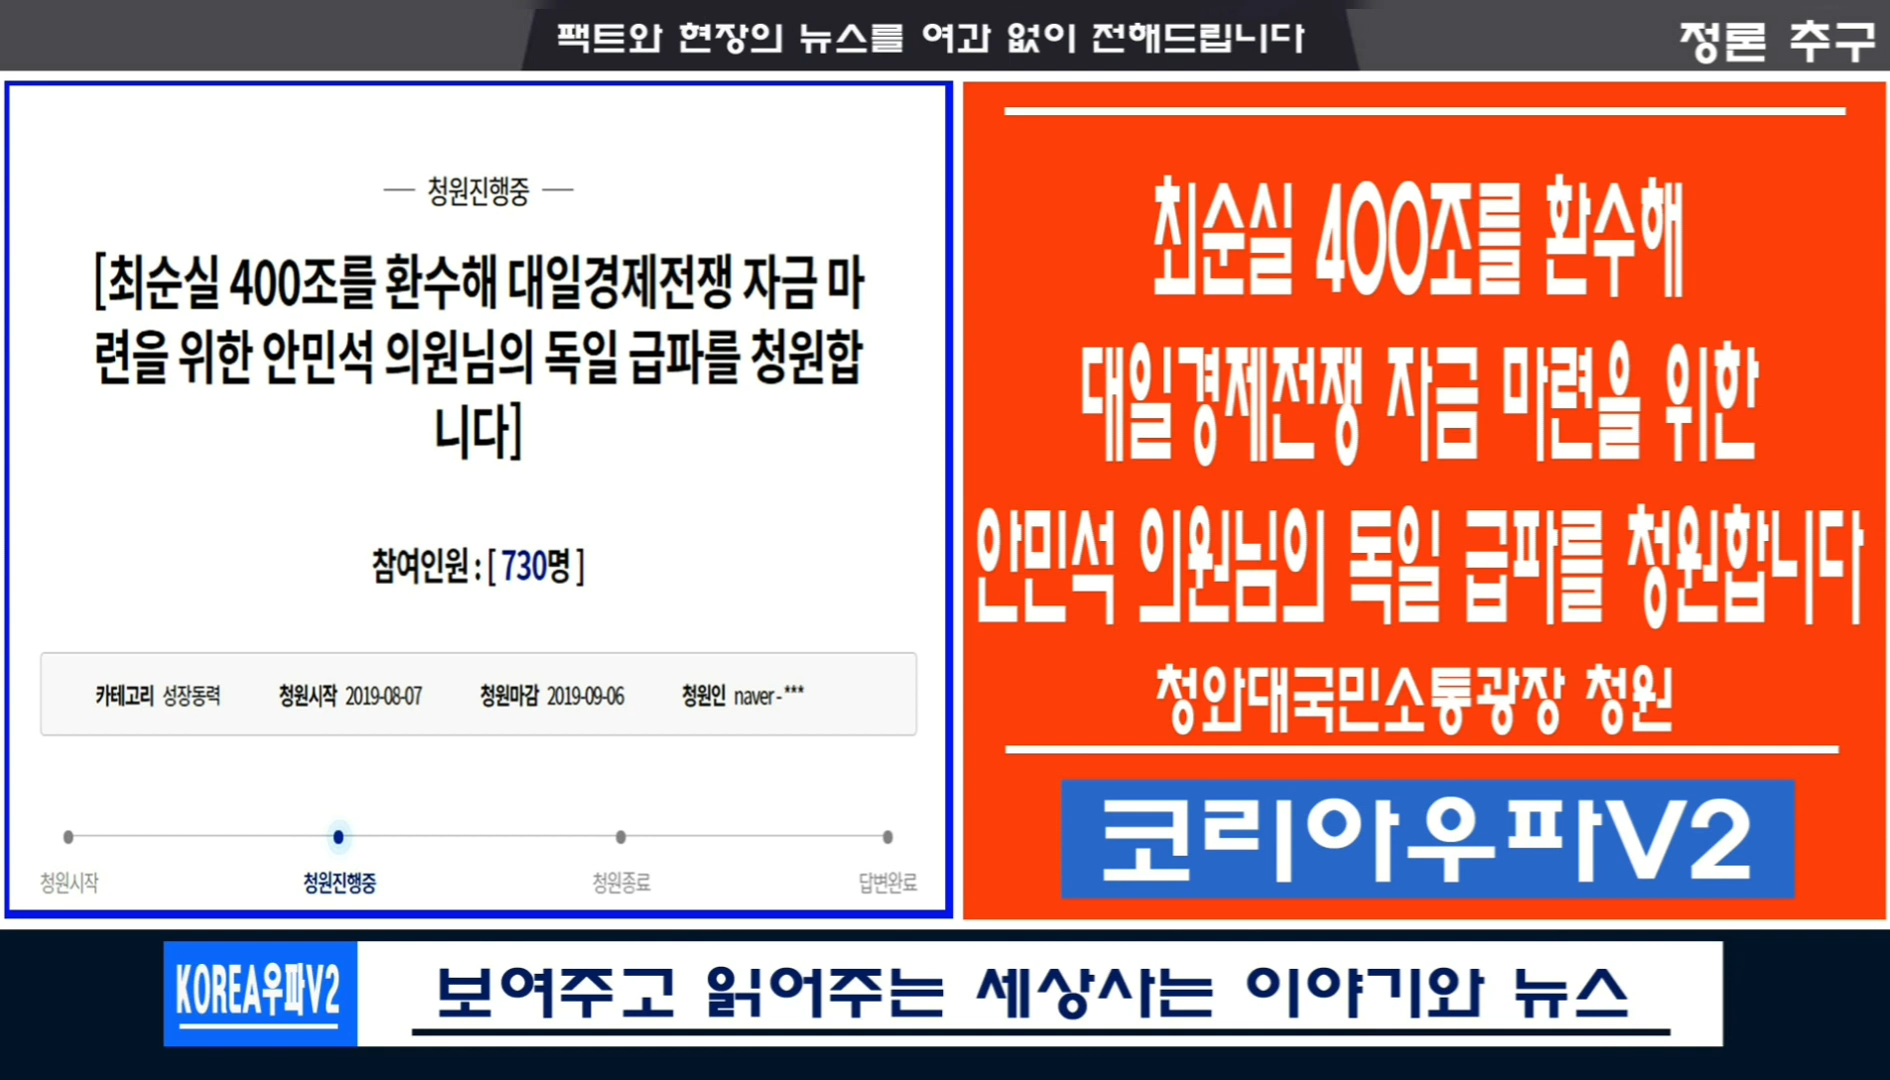 팩트와 현장의 뉴스를 여과 없이 전해드립니다
정론 추구
청원진행중
[최순실 400조를 환수해 대일경제전쟁 자금 마
련을 위한 안민석 의원님의 독일 급파를 청원합
니다]
참여인원 : [ 730명 ]
카테고리 성장동력 청원시작 2019-08-07 청원마감 2019-09-06 청원인 naver - ***
청원시작 청원진행중 청원종료 답변완료
최순실 400조를 환수해
대일경제전쟁 자금 마련을 위한
안민석 의원님의 독일 급파를 청원합니다
청와대국민소통광장 청원
코리아우파V2
KOREA우파V2
보여주고 읽어주는 세상사는 이야기와 뉴스